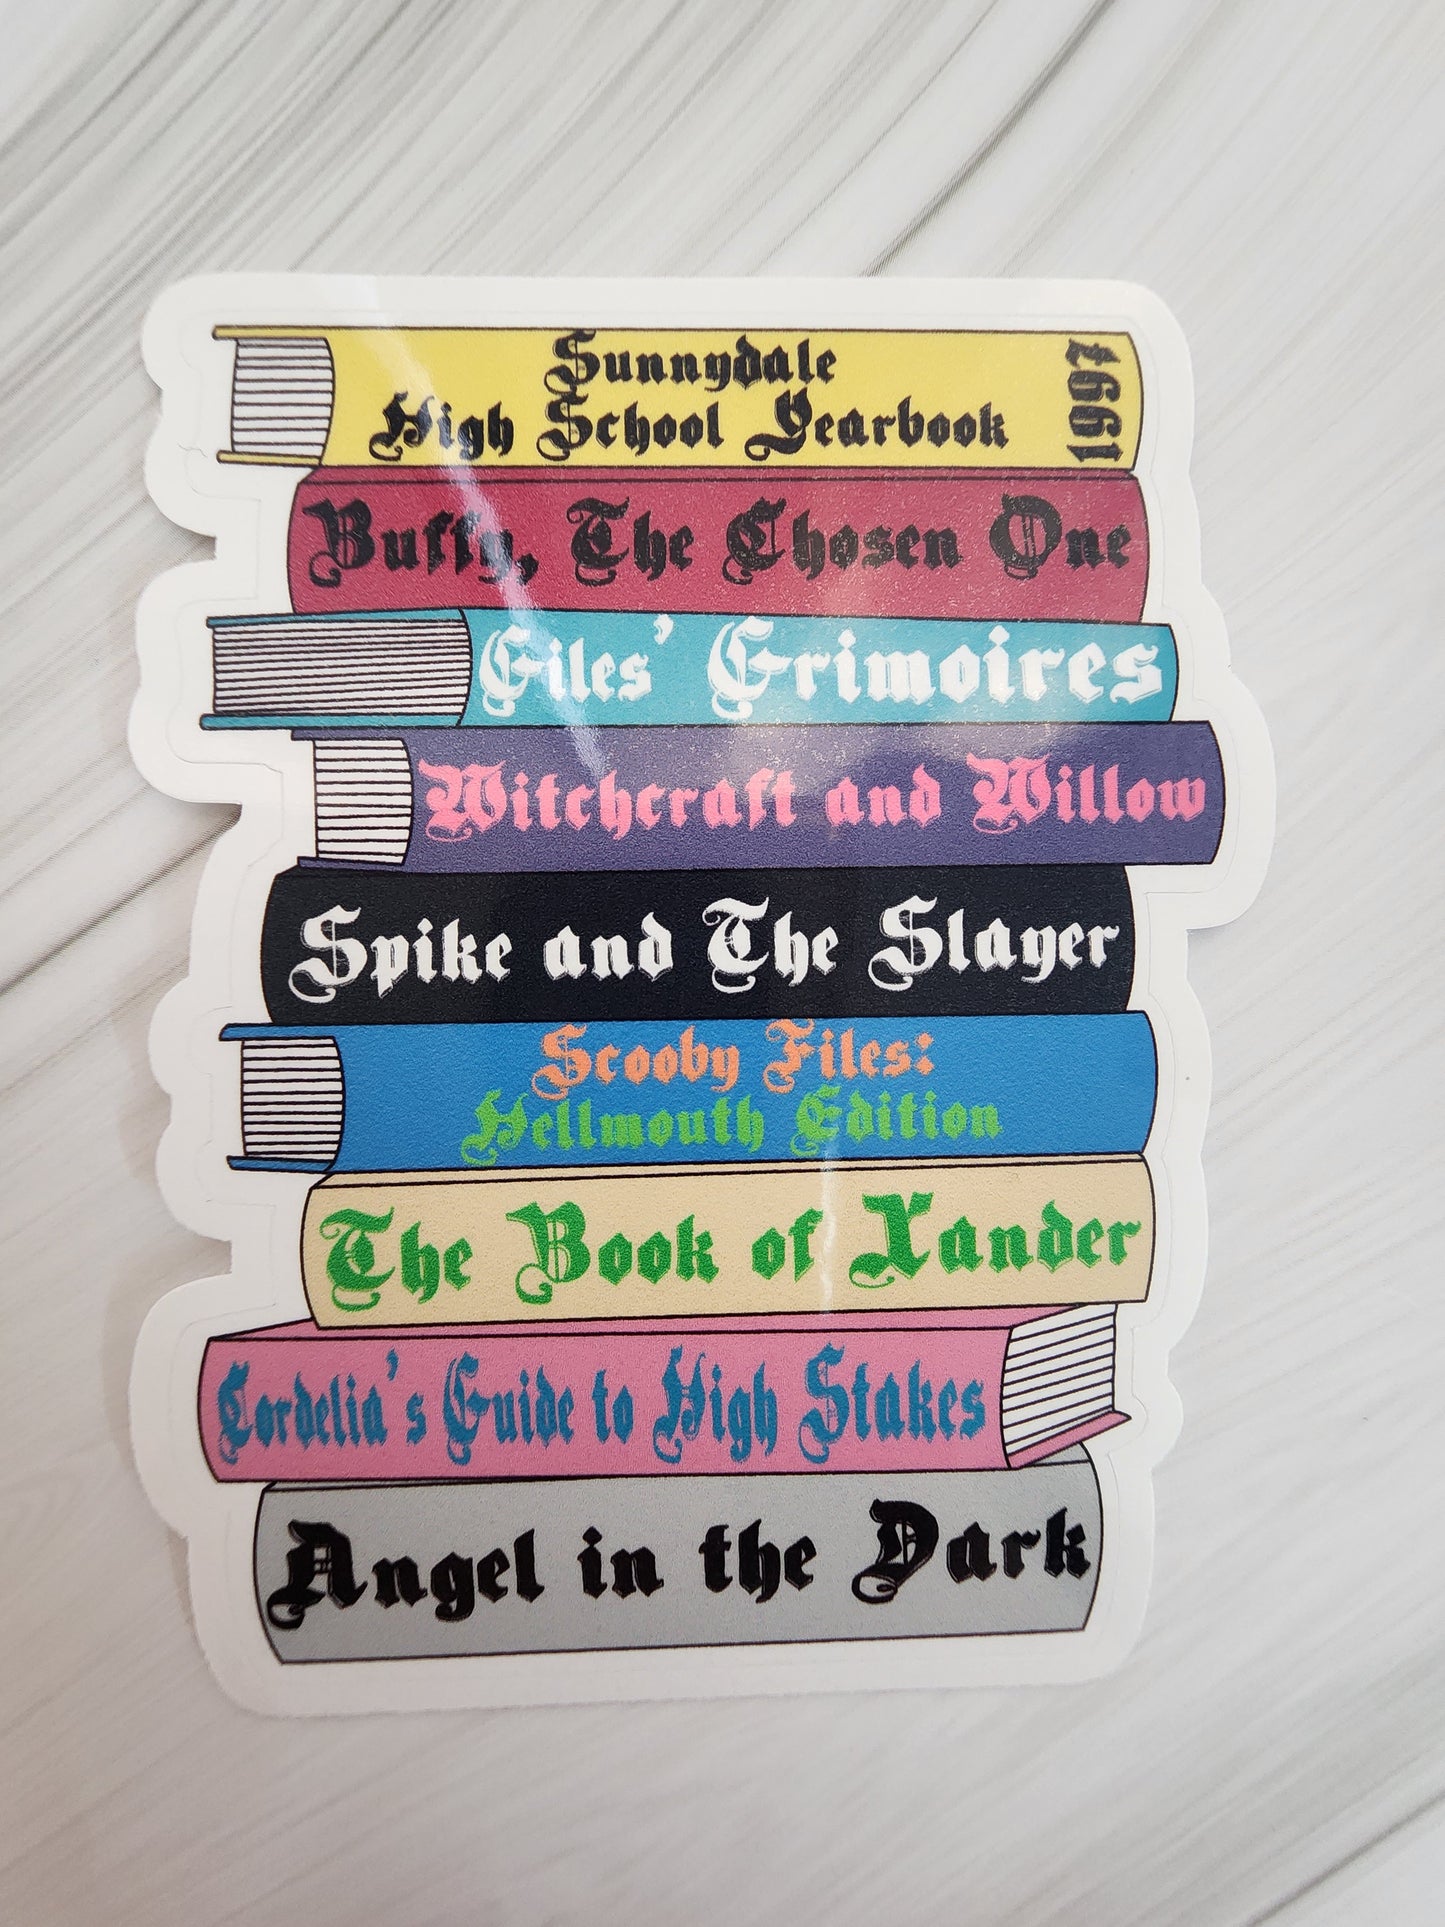 Sunnydale
High School Yearbook
1997
Buffy, The Chosen One
Giles' Grimoires
Witchcraft and Willow
Spike and The Slayer
Scooby Files:
Hellmouth Edition
The Book of Xander
Cordelia's Guide to High Stakes
Angel in the Dark